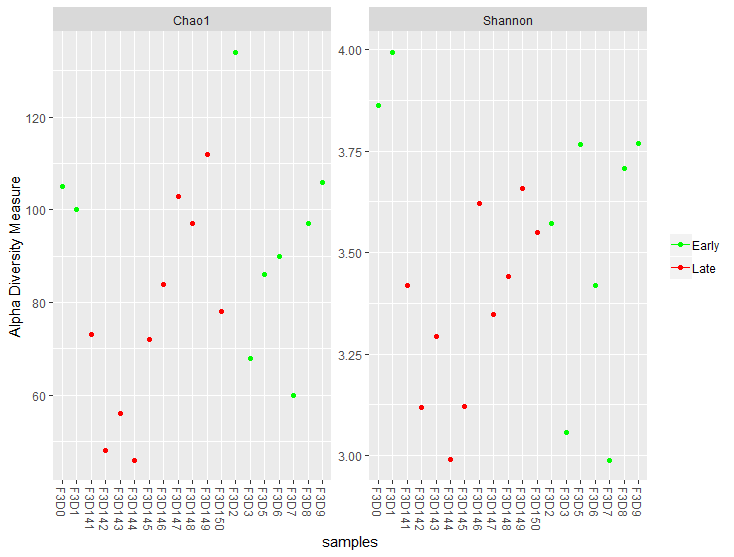 Chao1
Shannon
Alpha Diversity Measure
120
100
80
60
4.00
3.75
3.50
3.25
3.00
F3D0
F3D1
F3D141
F3D142
F3D143
F3D144
F3D145
F3D146
F3D147
F3D148
F3D149
F3D150
F3D2
F3D3
F3D5
F3D6
F3D7
F3D8
F3D9
F3D0
F3D1
F3D141
F3D142
F3D143
F3D144
F3D145
F3D146
F3D147
F3D148
F3D149
F3D150
F3D2
F3D3
F3D5
F3D6
F3D7
F3D8
F3D9
samples
Early
Late